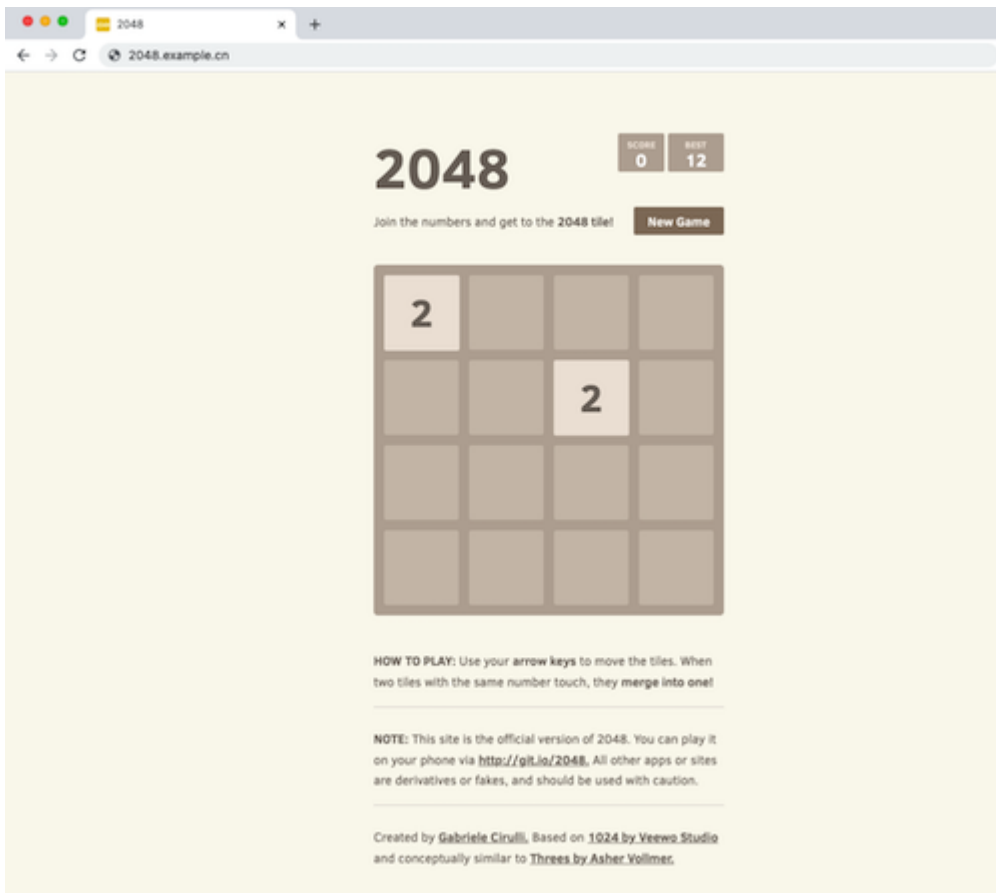 2048
2048.example.cn
2048
SCORE
0
BEST
12
Join the numbers and get to the 2048 tile!
New Game
2
2
HOW TO PLAY: Use your arrow keys to move the tiles. When
two tiles with the same number touch, they merge into one!
NOTE: This site is the official version of 2048. You can play it
on your phone via http://git.io/2048. All other apps or sites
are derivatives or fakes, and should be used with caution.
Created by Gabriele Cirulli. Based on 1024 by Veewo Studio
and conceptually similar to Threes by Asher Vollmer.